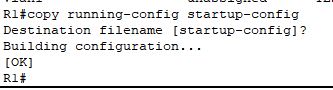 R1#copy running-config startup-config
Destination filename [startup-config]?
Building configuration...
[OK]
R1#